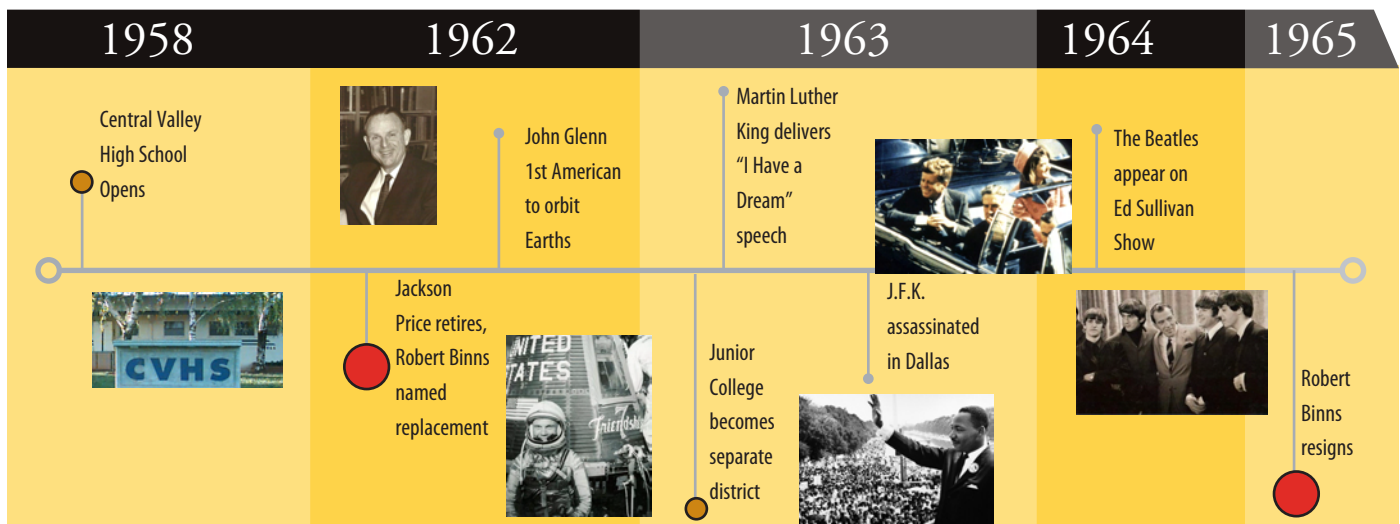 1958
1962
1963
1964
1965
Central Valley
High School
Opens
CVHS
Jackson
Price retires,
Robert Binns
named
replacement
John Glenn
1st American
to orbit
Earths
UNITED
STATES
Friendship
Martin Luther
King delivers
“I Have a
Dream”
speech
Junior
College
becomes
separate
district
J.F.K.
assassinated
in Dallas
The Beatles
appear on
Ed Sullivan
Show
Robert
Binns
resigns